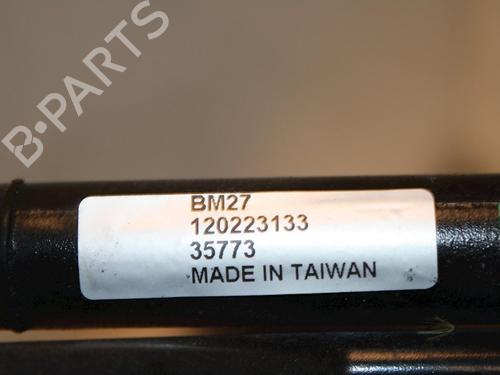 B-PARTS
BM27
120223133
35773
MADE IN TAIWAN